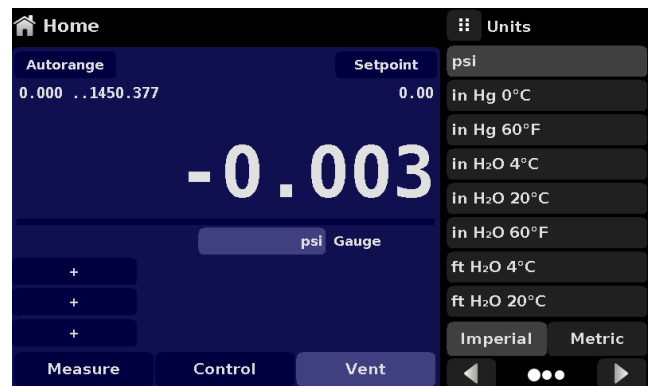 Home
Autorange
Setpoint
0.000 ..1450.377
0.00
-0.003
psi Gauge
+
+
+
Measure
Control
Vent
Units
psi
in Hg 0°C
in Hg 60°F
in H₂O 4°C
in H₂O 20°C
in H₂O 60°F
ft H₂O 4°C
ft H₂O 20°C
Imperial
Metric